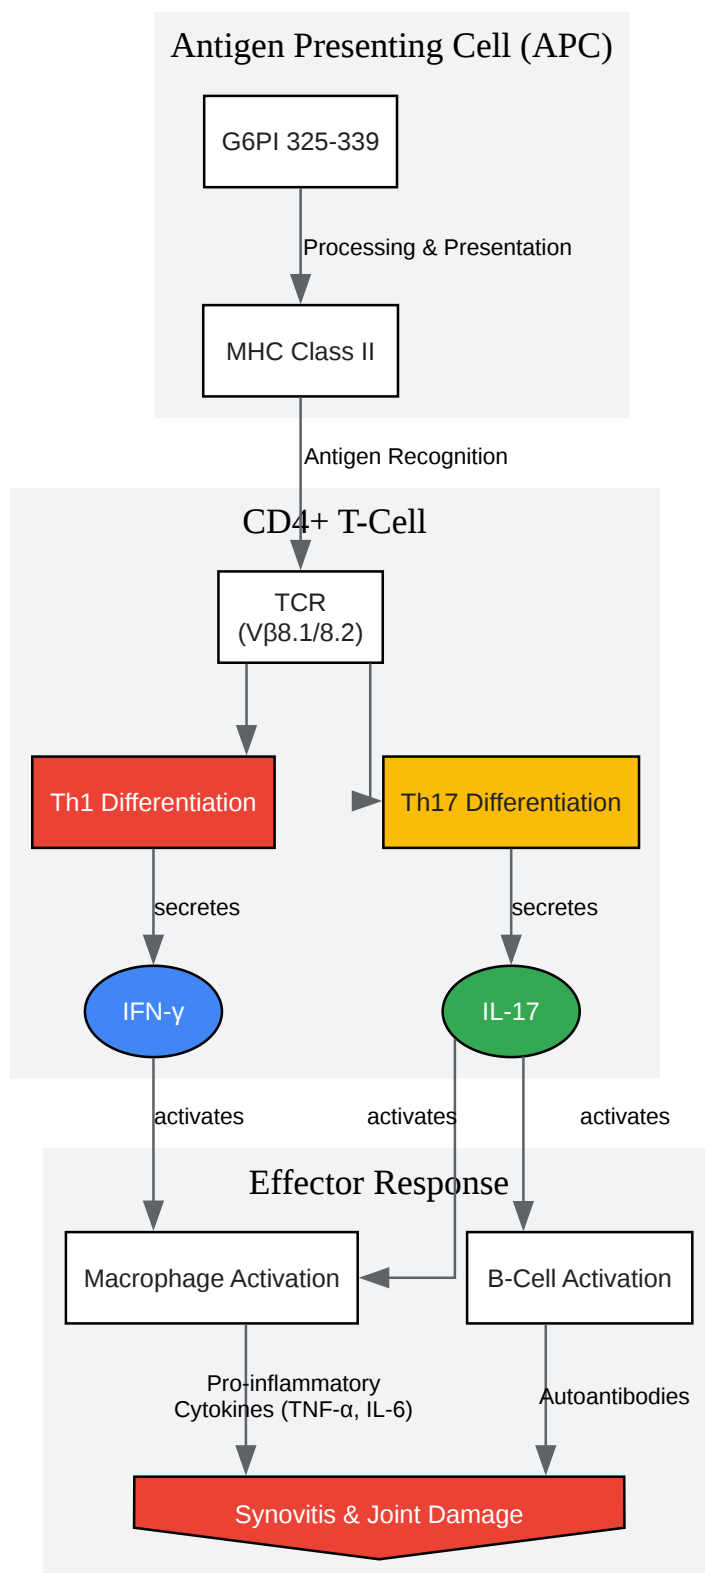 Antigen Presenting Cell (APC)
G6PI 325-339
Processing & Presentation
MHC Class II
Antigen Recognition
CD4+ T-Cell
TCR
(Vβ8.1/8.2)
Th1 Differentiation
Th17 Differentiation
secretes
secretes
IFN-γ
IL-17
activates
activates
activates
Effector Response
Macrophage Activation
B-Cell Activation
Pro-inflammatory
Cytokines (TNF-α, IL-6)
Autoantibodies
Synovitis & Joint Damage